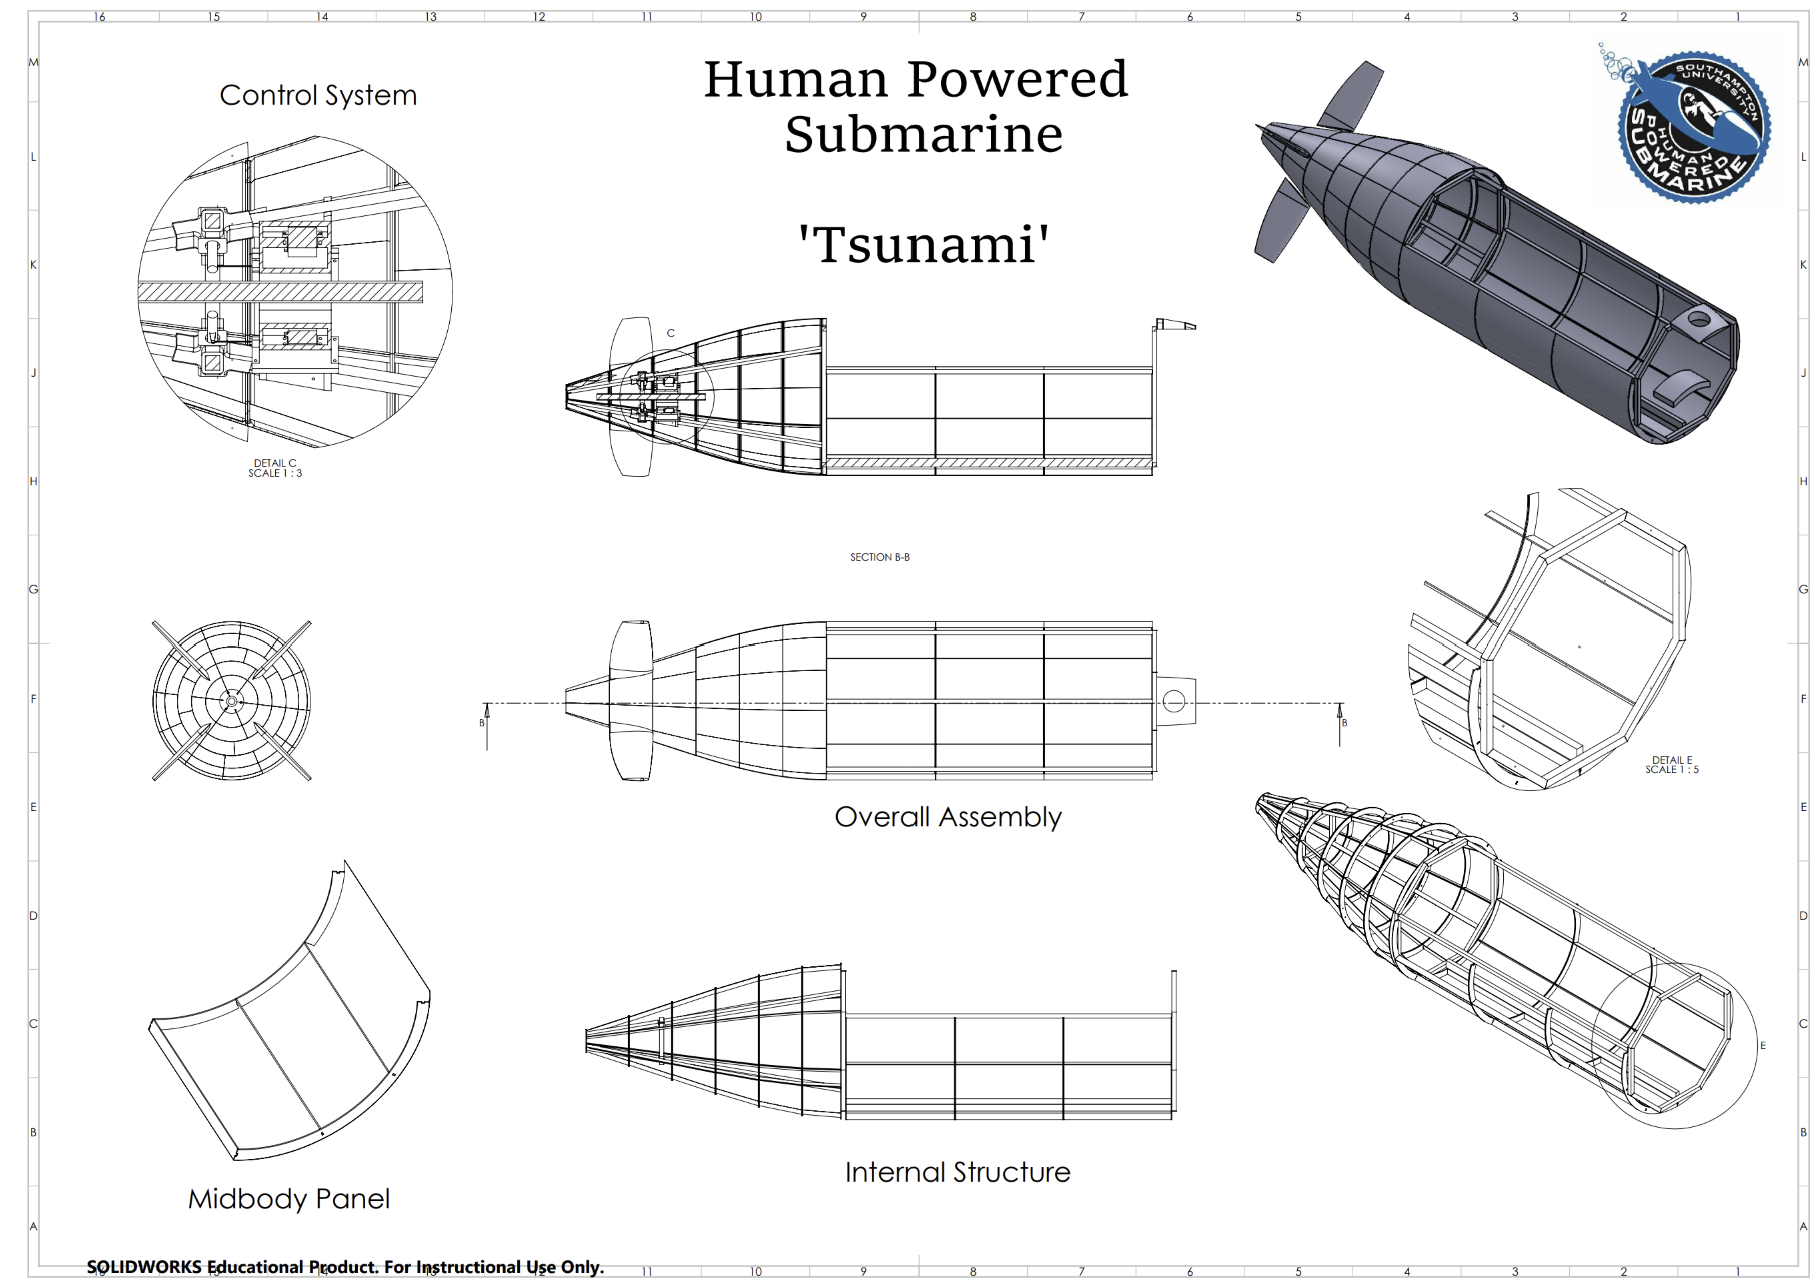 16 15 14 13 12 11 10 9 8 7 6 5 4 3 2 1
M M
Human Powered
Submarine
'Tsunami'
Control System
SOUTHAMPTON
UNIVERSITY
HUMAN
POWERED
SUBMARINE
L L
K K
C
J J
DETAIL C
SCALE 1 : 3
H H
SECTION B-B
G G
F F
B B
DETAIL E
SCALE 1 : 5
E E
Overall Assembly
D D
C C
E
B B
Internal Structure
Midbody Panel
A A
SOLIDWORKS Educational Product. For Instructional Use Only.
16 15 14 13 12 11 10 9 8 7 6 5 4 3 2 1